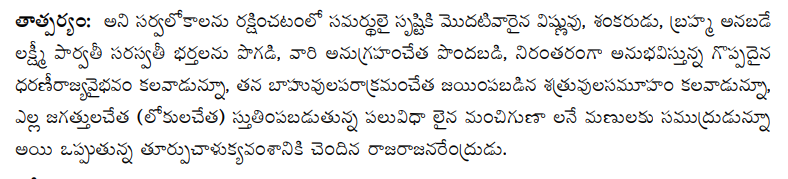 తాత్పర్యం: అని సర్వలోకాలను రక్షించటంలో సమర్థులై సృష్టికి మొదటివారైన విష్ణువు, శంకరుడు, బ్రహ్మ అనబడే
లక్ష్మీ పార్వతీ సరస్వతీ భర్తలను పొగడి, వారి అనుగ్రహంచేత పొందబడి, నిరంతరంగా అనుభవిస్తున్న గొప్పదైన
ధరణీరాజ్యవైభవం కలవాడున్నూ, తన బాహువులపరాక్రమంచేత జయింపబడిన శత్రువులసమూహం కలవాడున్నూ,
ఎల్ల జగత్తులచేత (లోకులచేత) స్తుతింపబడుతున్న పలువిధా లైన మంచిగుణా లనే మణులకు సముద్రుడున్నూ
అయి ఒప్పుతున్న తూర్పుచాళుక్యవంశానికి చెందిన రాజరాజనరేంద్రుడు.